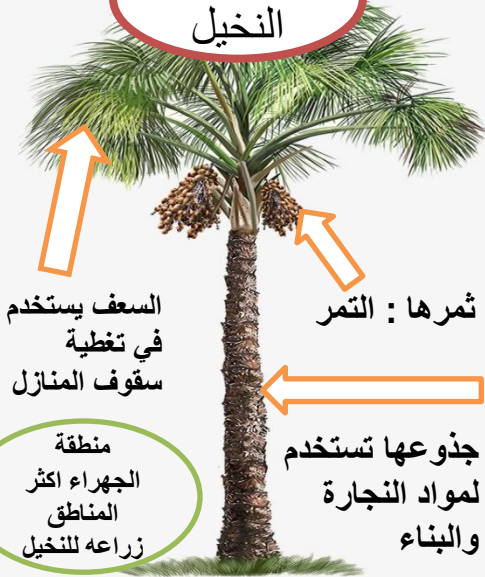 النخيل
ثمرها : التمر
السعف يستخدم
في تغطية
سقوف المنازل
جذوعها تستخدم
لمواد النجارة
والبناء
منطقة
الجهراء اكثر
المناطق
زراعه للنخيل